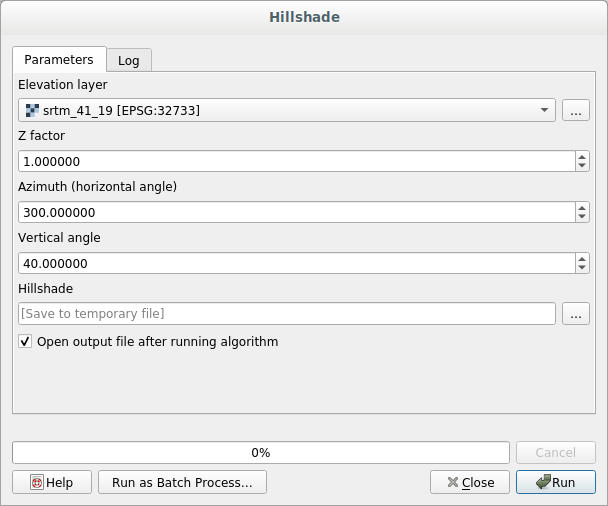 Hillshade
Parameters
Log
Elevation layer
srtm_41_19 [EPSG:32733]
...
Z factor
1.000000
Azimuth (horizontal angle)
300.000000
Vertical angle
40.000000
Hillshade
[Save to temporary file]
...
Open output file after running algorithm
0%
Cancel
Help
Run as Batch Process...
Close
Run